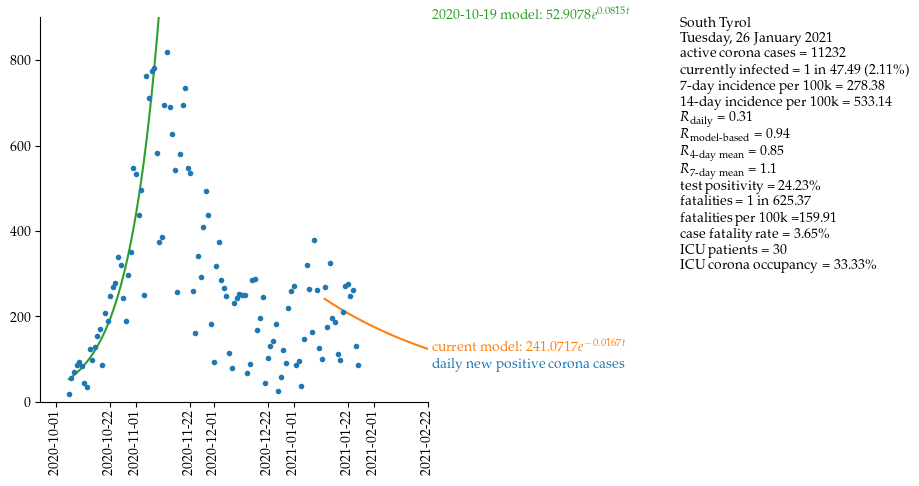 2020-10-19 model: 52.9078e^0.0815t
South Tyrol
Tuesday, 26 January 2021
active corona cases = 11232
currently infected = 1 in 47.49 (2.11%)
7-day incidence per 100k = 278.38
14-day incidence per 100k = 533.14
R_daily = 0.31
R_model-based = 0.94
R_4-day mean = 0.85
R_7-day mean = 1.1
test positivity = 24.23%
fatalities = 1 in 625.37
fatalities per 100k =159.91
case fatality rate = 3.65%
ICU patients = 30
ICU corona occupancy = 33.33%
800
600
400
200
0
current model: 241.0717e^−0.0167t
daily new positive corona cases
2020-10-01
2020-10-22
2020-11-01
2020-11-22
2020-12-01
2020-12-22
2021-01-01
2021-01-22
2021-02-01
2021-02-22